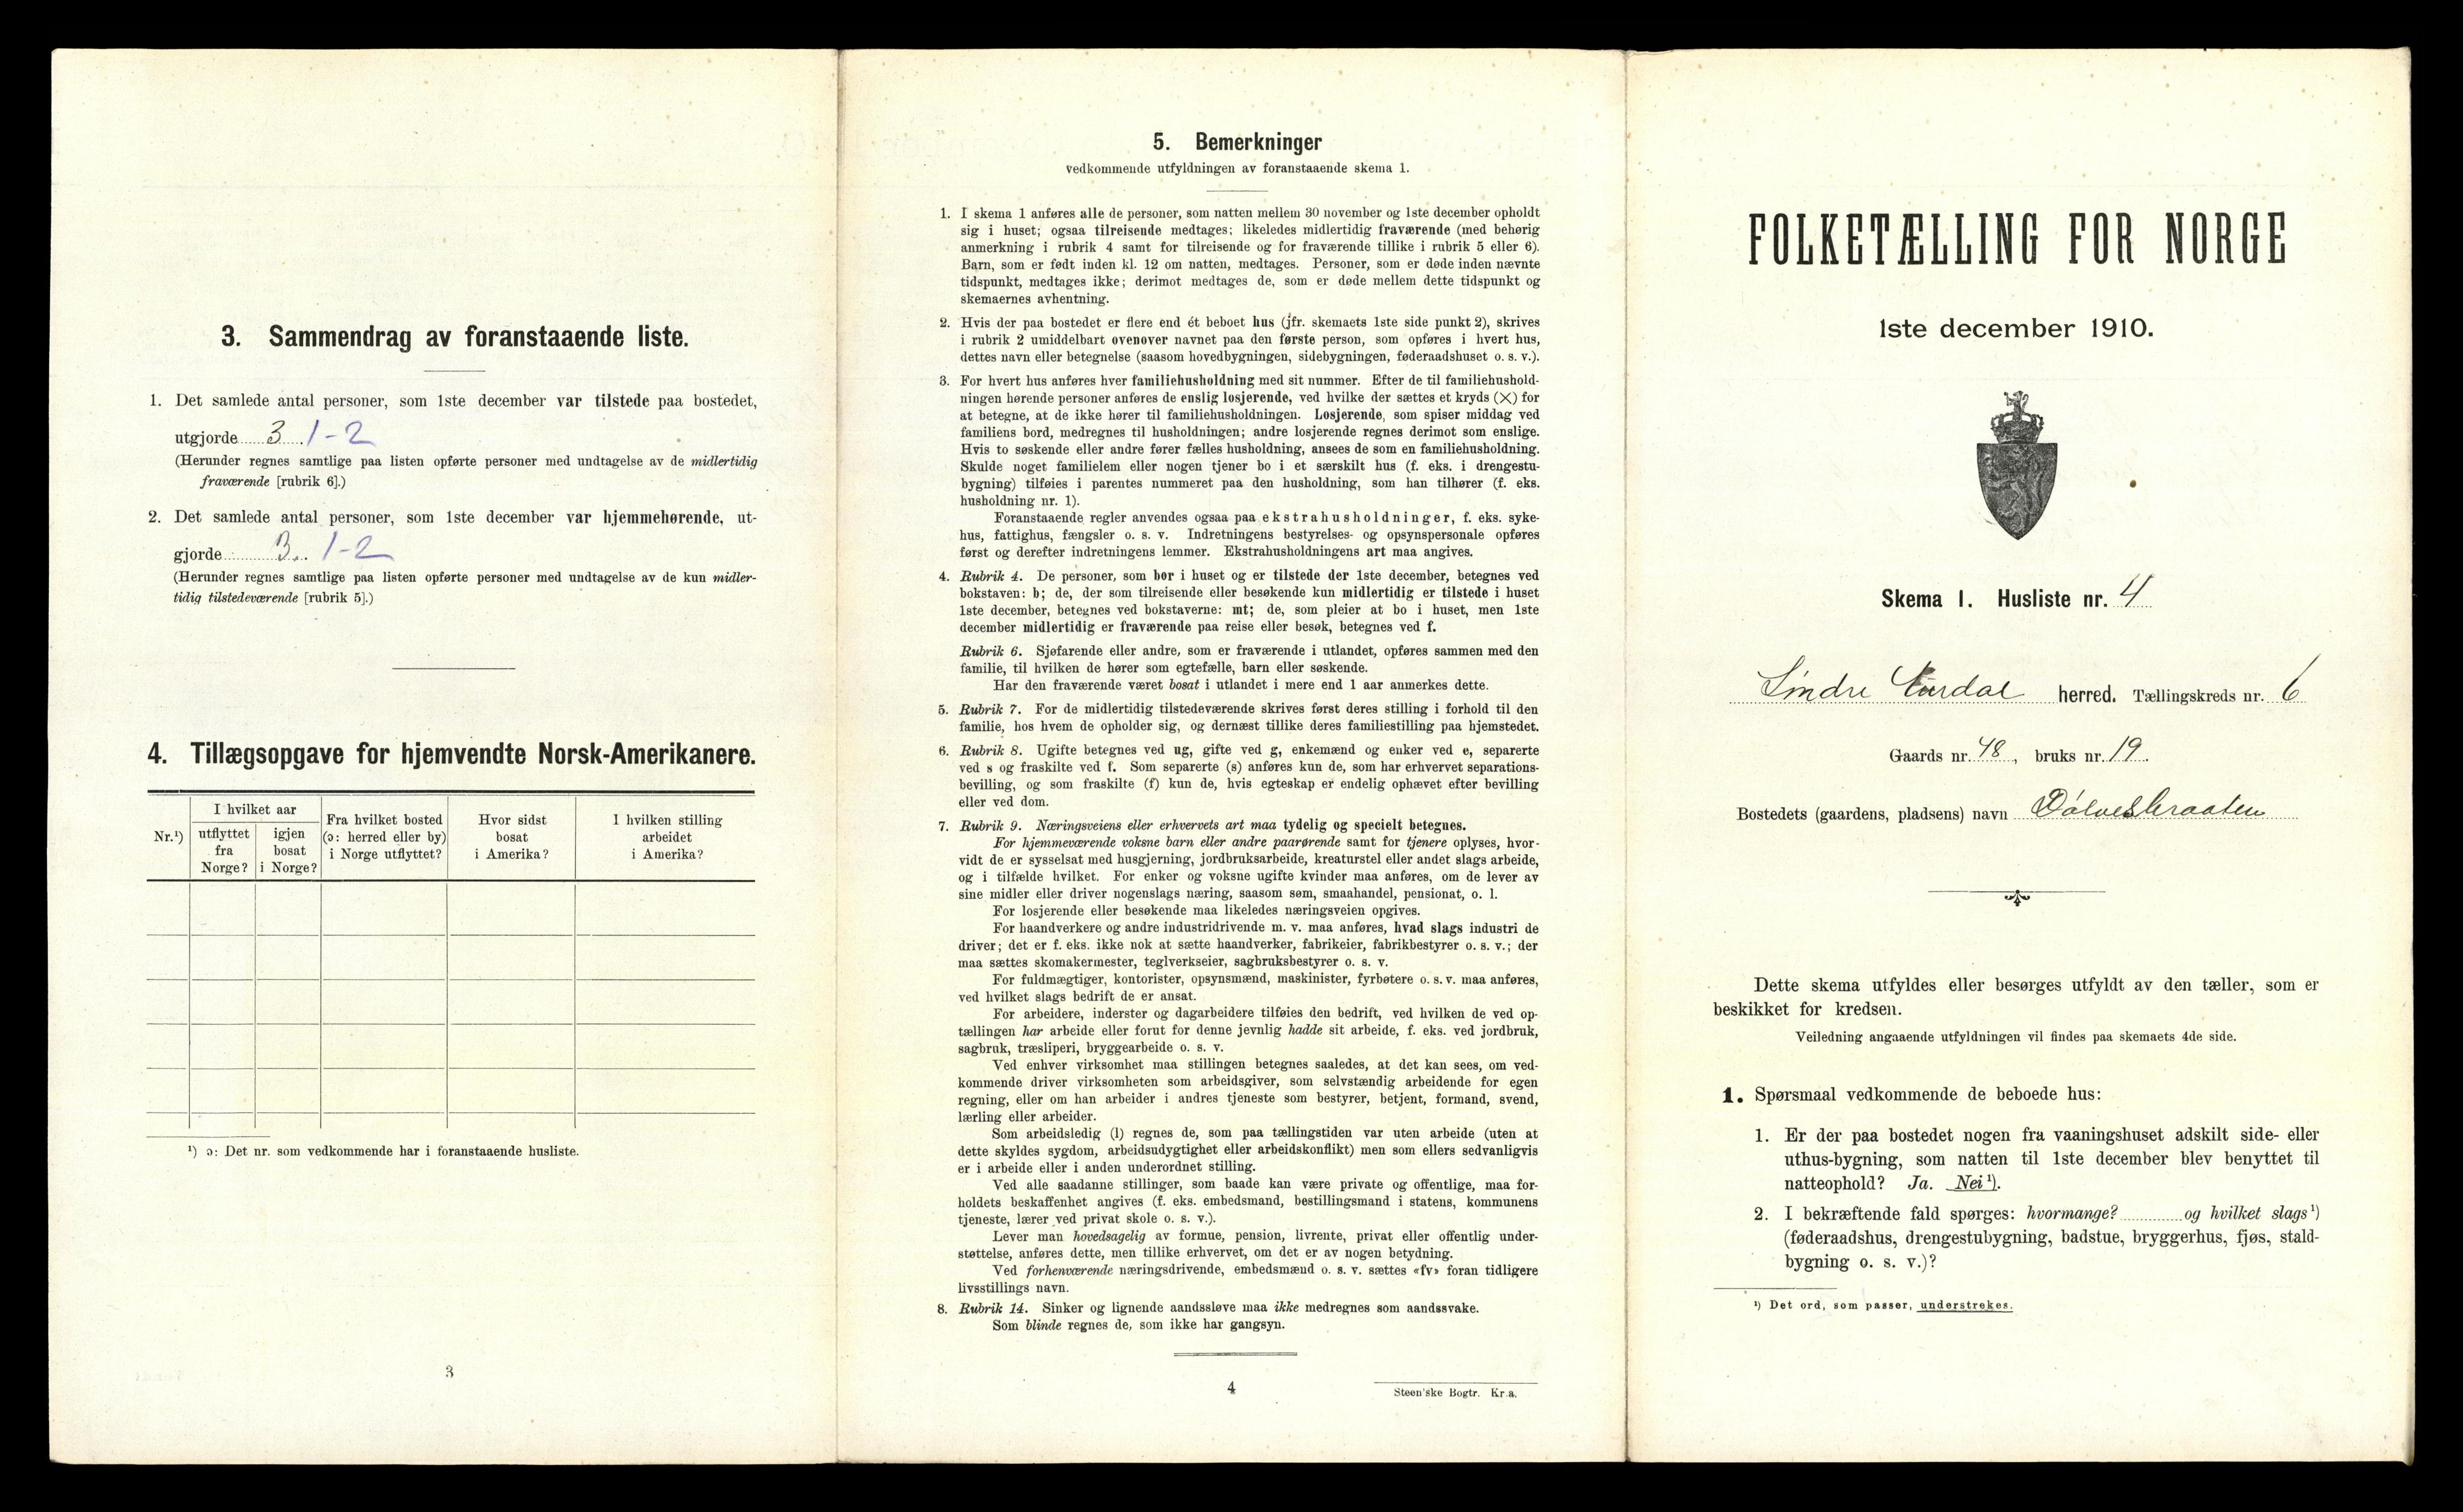 3. Sammendrag av foranstaaende liste.
1. Det samlede antal personer, som 1ste december var tilstede paa bostedet,
utgjorde 3 1-2
(Herunder regnes samtlige paa listen opførte personer med undtagelse av de midlertidig
fraværende [rubrik 6].)
2. Det samlede antal personer, som 1ste december var hjemmehørende, ut-
gjorde 3 1-2
(Herunder regnes samtlige paa listen opførte personer med undtagelse av de kun midler-
tidig tilstedeværende [rubrik 5].)
4. Tillægsopgave for hjemvendte Norsk-Amerikanere.
Nr.¹)
I hvilket aar
utflyttet
fra
Norge?
igjen
bosat
i Norge?
Fra hvilket bosted
(ɔ: herred eller by)
i Norge utflyttet?
Hvor sidst
bosat
i Amerika?
I hvilken stilling
arbeidet
i Amerika?
¹) ɔ: Det nr. som vedkommende har i foranstaaende husliste.
3
5. Bemerkninger
vedkommende utfyldningen av foranstaaende skema 1.
1. I skema 1 anføres alle de personer, som natten mellem 30 november og 1ste december opholdt
sig i huset; ogsaa tilreisende medtages; likeledes midlertidig fraværende (med behørig
anmerkning i rubrik 4 samt for tilreisende og for fraværende tillike i rubrik 5 eller 6).
Barn, som er født inden kl. 12 om natten, medtages. Personer, som er døde inden nævnte
tidspunkt, medtages ikke; derimot medtages de, som er døde mellem dette tidspunkt og
skemaernes avhentning.
2. Hvis der paa bostedet er flere end ét beboet hus (jfr. skemaets 1ste side punkt 2), skrives
i rubrik 2 umiddelbart ovenover navnet paa den første person, som opføres i hvert hus,
dettes navn eller betegnelse (saasom hovedbygningen, sidebygningen, føderaadshuset o. s. v.).
3. For hvert hus anføres hver familiehusholdning med sit nummer. Efter de til familiehushold-
ningen hørende personer anføres de enslig losjerende, ved hvilke der sættes et kryds (×) for
at betegne, at de ikke hører til familiehusholdningen. Losjerende, som spiser middag ved
familiens bord, medregnes til husholdningen; andre losjerende regnes derimot som enslige.
Hvis to søskende eller andre fører fælles husholdning, ansees de som en familiehusholdning.
Skulde noget familielem eller nogen tjener bo i et særskilt hus (f. eks. i drengestu-
bygning) tilføies i parentes nummeret paa den husholdning, som han tilhører (f. eks.
husholdning nr. 1).
Foranstaaende regler anvendes ogsaa paa ekstrahusholdninger, f. eks. syke-
hus, fattighus, fængsler o. s. v. Indretningens bestyrelses- og opsynspersonale opføres
først og derefter indretningens lemmer. Ekstrahusholdningens art maa angives.
4. Rubrik 4. De personer, som bor i huset og er tilstede der 1ste december, betegnes ved
bokstaven: b; de, der som tilreisende eller besøkende kun midlertidig er tilstede i huset
1ste december, betegnes ved bokstaverne: mt; de, som pleier at bo i huset, men 1ste
december midlertidig er fraværende paa reise eller besøk, betegnes ved f.
Rubrik 6. Sjøfarende eller andre, som er fraværende i utlandet, opføres sammen med den
familie, til hvilken de hører som egtefælle, barn eller søskende.
Har den fraværende været bosat i utlandet i mere end 1 aar anmerkes dette.
5. Rubrik 7. For de midlertidig tilstedeværende skrives først deres stilling i forhold til den
familie, hos hvem de opholder sig, og dernæst tillike deres familiestilling paa hjemstedet.
6. Rubrik 8. Ugifte betegnes ved ug, gifte ved g, enkemænd og enker ved e, separerte
ved s og fraskilte ved f. Som separerte (s) anføres kun de, som har erhvervet separations-
bevilling, og som fraskilte (f) kun de, hvis egteskap er endelig ophævet efter bevilling
eller ved dom.
7. Rubrik 9. Næringsveiens eller erhvervets art maa tydelig og specielt betegnes.
For hjemmeværende voksne barn eller andre paarørende samt for tjenere oplyses, hvor-
vidt de er sysselsat med husgjerning, jordbruksarbeide, kreaturstel eller andet slags arbeide,
og i tilfælde hvilket. For enker og voksne ugifte kvinder maa anføres, om de lever av
sine midler eller driver nogenslags næring, saasom søm, smaahandel, pensionat, o. l.
For losjerende eller besøkende maa likeledes næringsveien opgives.
For haandverkere og andre industridrivende m. v. maa anføres, hvad slags industri de
driver; det er f. eks. ikke nok at sætte haandverker, fabrikeier, fabrikbestyrer o. s. v.; der
maa sættes skomakermester, teglverkseier, sagbruksbestyrer o. s. v.
For fuldmægtiger, kontorister, opsynsmænd, maskinister, fyrbøtere o. s. v. maa anføres,
ved hvilket slags bedrift de er ansat.
For arbeidere, inderster og dagarbeidere tilføies den bedrift, ved hvilken de ved op-
tællingen har arbeide eller forut for denne jevnlig hadde sit arbeide, f. eks. ved jordbruk,
sagbruk, træsliperi, bryggearbeide o. s. v.
Ved enhver virksomhet maa stillingen betegnes saaledes, at det kan sees, om ved-
kommende driver virksomheten som arbeidsgiver, som selvstændig arbeidende for egen
regning, eller om han arbeider i andres tjeneste som bestyrer, betjent, formand, svend,
lærling eller arbeider.
Som arbeidsledig (l) regnes de, som paa tællingstiden var uten arbeide (uten at
dette skyldes sygdom, arbeidsudygtighet eller arbeidskonflikt) men som ellers sedvanligvis
er i arbeide eller i anden underordnet stilling.
Ved alle saadanne stillinger, som baade kan være private og offentlige, maa for-
holdets beskaffenhet angives (f. eks. embedsmand, bestillingsmand i statens, kommunens
tjeneste, lærer ved privat skole o. s. v.).
Lever man hovedsagelig av formue, pension, livrente, privat eller offentlig under-
støttelse, anføres dette, men tillike erhvervet, om det er av nogen betydning.
Ved forhenværende næringsdrivende, embedsmænd o. s. v. sættes «fv» foran tidligere
livsstillings navn.
8. Rubrik 14. Sinker og lignende aandssløve maa ikke medregnes som aandssvake.
Som blinde regnes de, som ikke har gangsyn.
4
Steen'ske Bogtr. Kr.a.
FOLKETÆLLING FOR NORGE
1ste december 1910.
Skema 1. Husliste nr. 4
Søndre Aurdal herred. Tællingskreds nr. 6
Gaards nr. 48, bruks nr. 19.
Bostedets (gaardens, pladsens) navn Dølvesbraaten
Dette skema utfyldes eller besørges utfyldt av den tæller, som er
beskikket for kredsen.
Veiledning angaaende utfyldningen vil findes paa skemaets 4de side.
1. Spørsmaal vedkommende de beboede hus:
1. Er der paa bostedet nogen fra vaaningshuset adskilt side- eller
uthus-bygning, som natten til 1ste december blev benyttet til
natteophold? Ja. Nei¹).
2. I bekræftende fald spørges: hvormange? og hvilket slags¹)
(føderaadshus, drengestubygning, badstue, bryggerhus, fjøs, stald-
bygning o. s. v.)?
¹) Det ord, som passer, understrekes.